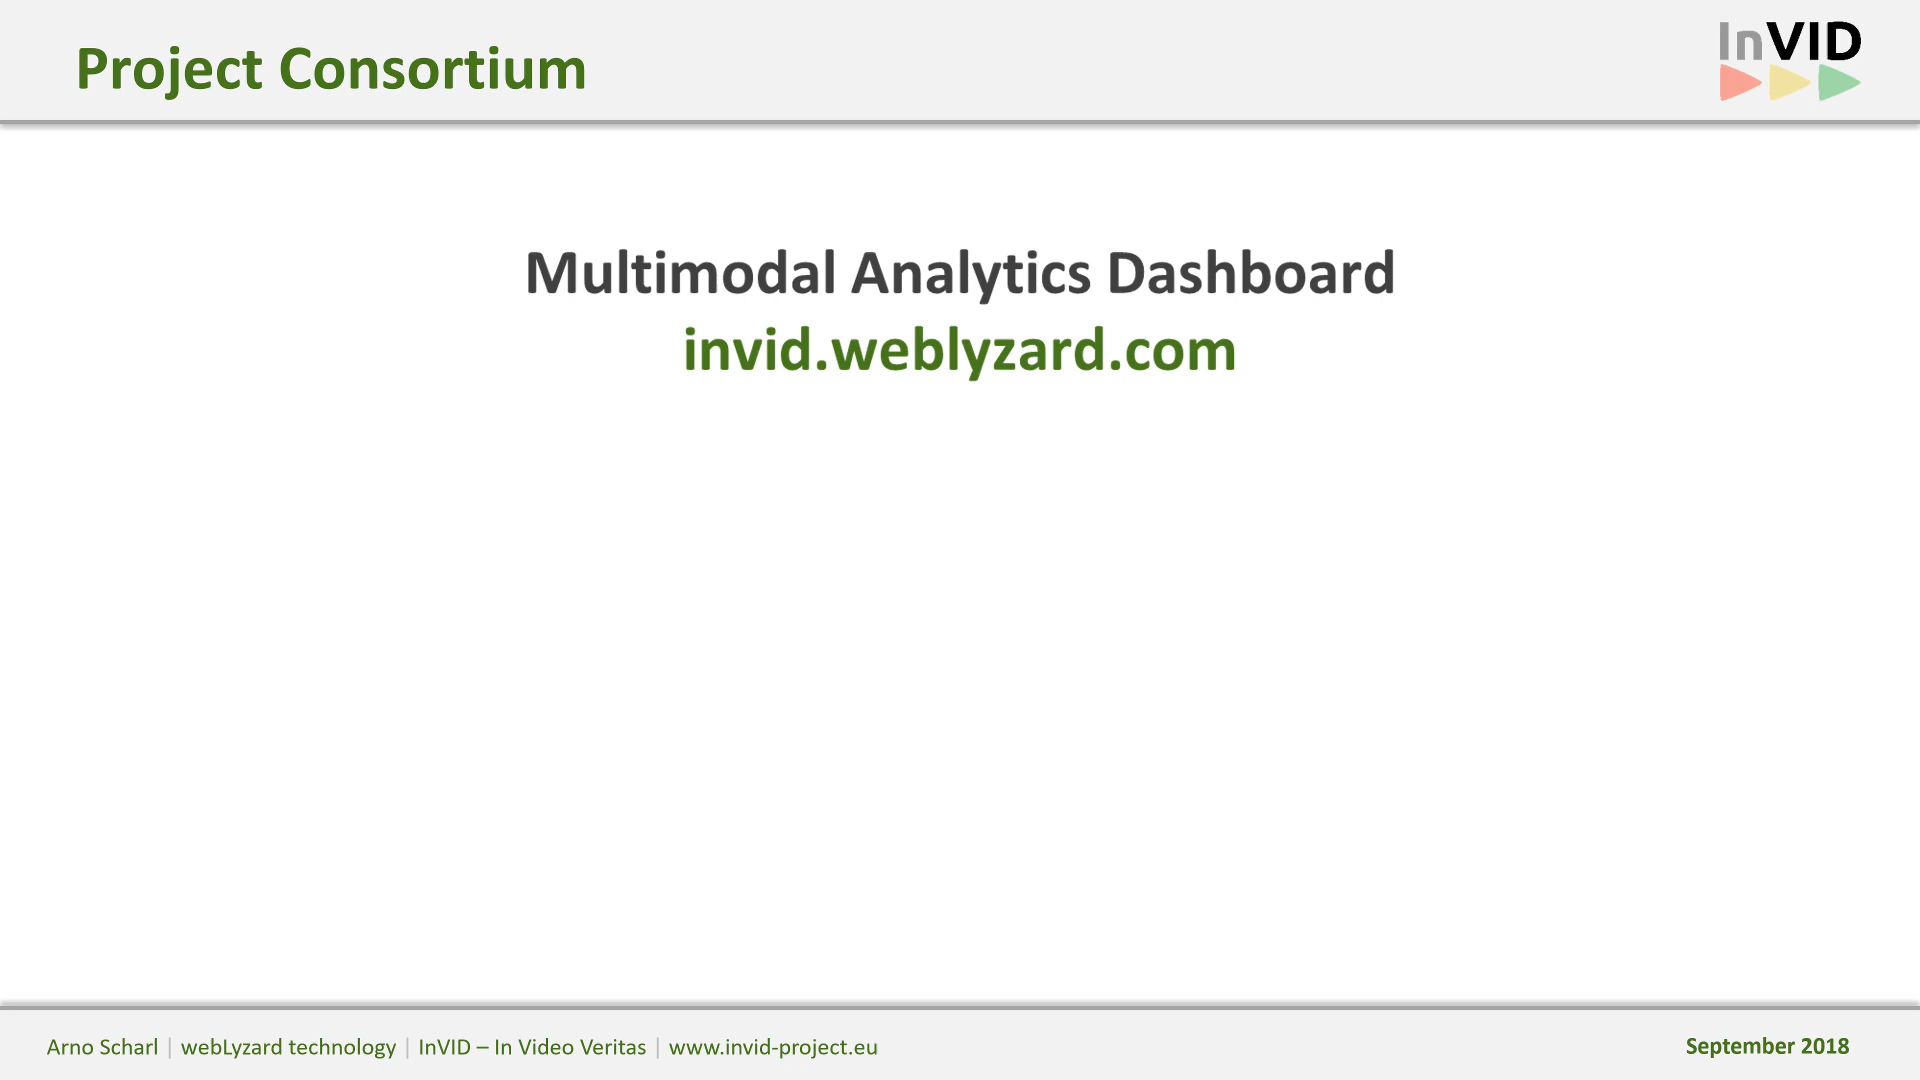 Project Consortium
InVID
Multimodal Analytics Dashboard
invid.weblyzard.com
Arno Scharl | webLyzard technology | InVID – In Video Veritas | www.invid-project.eu
September 2018